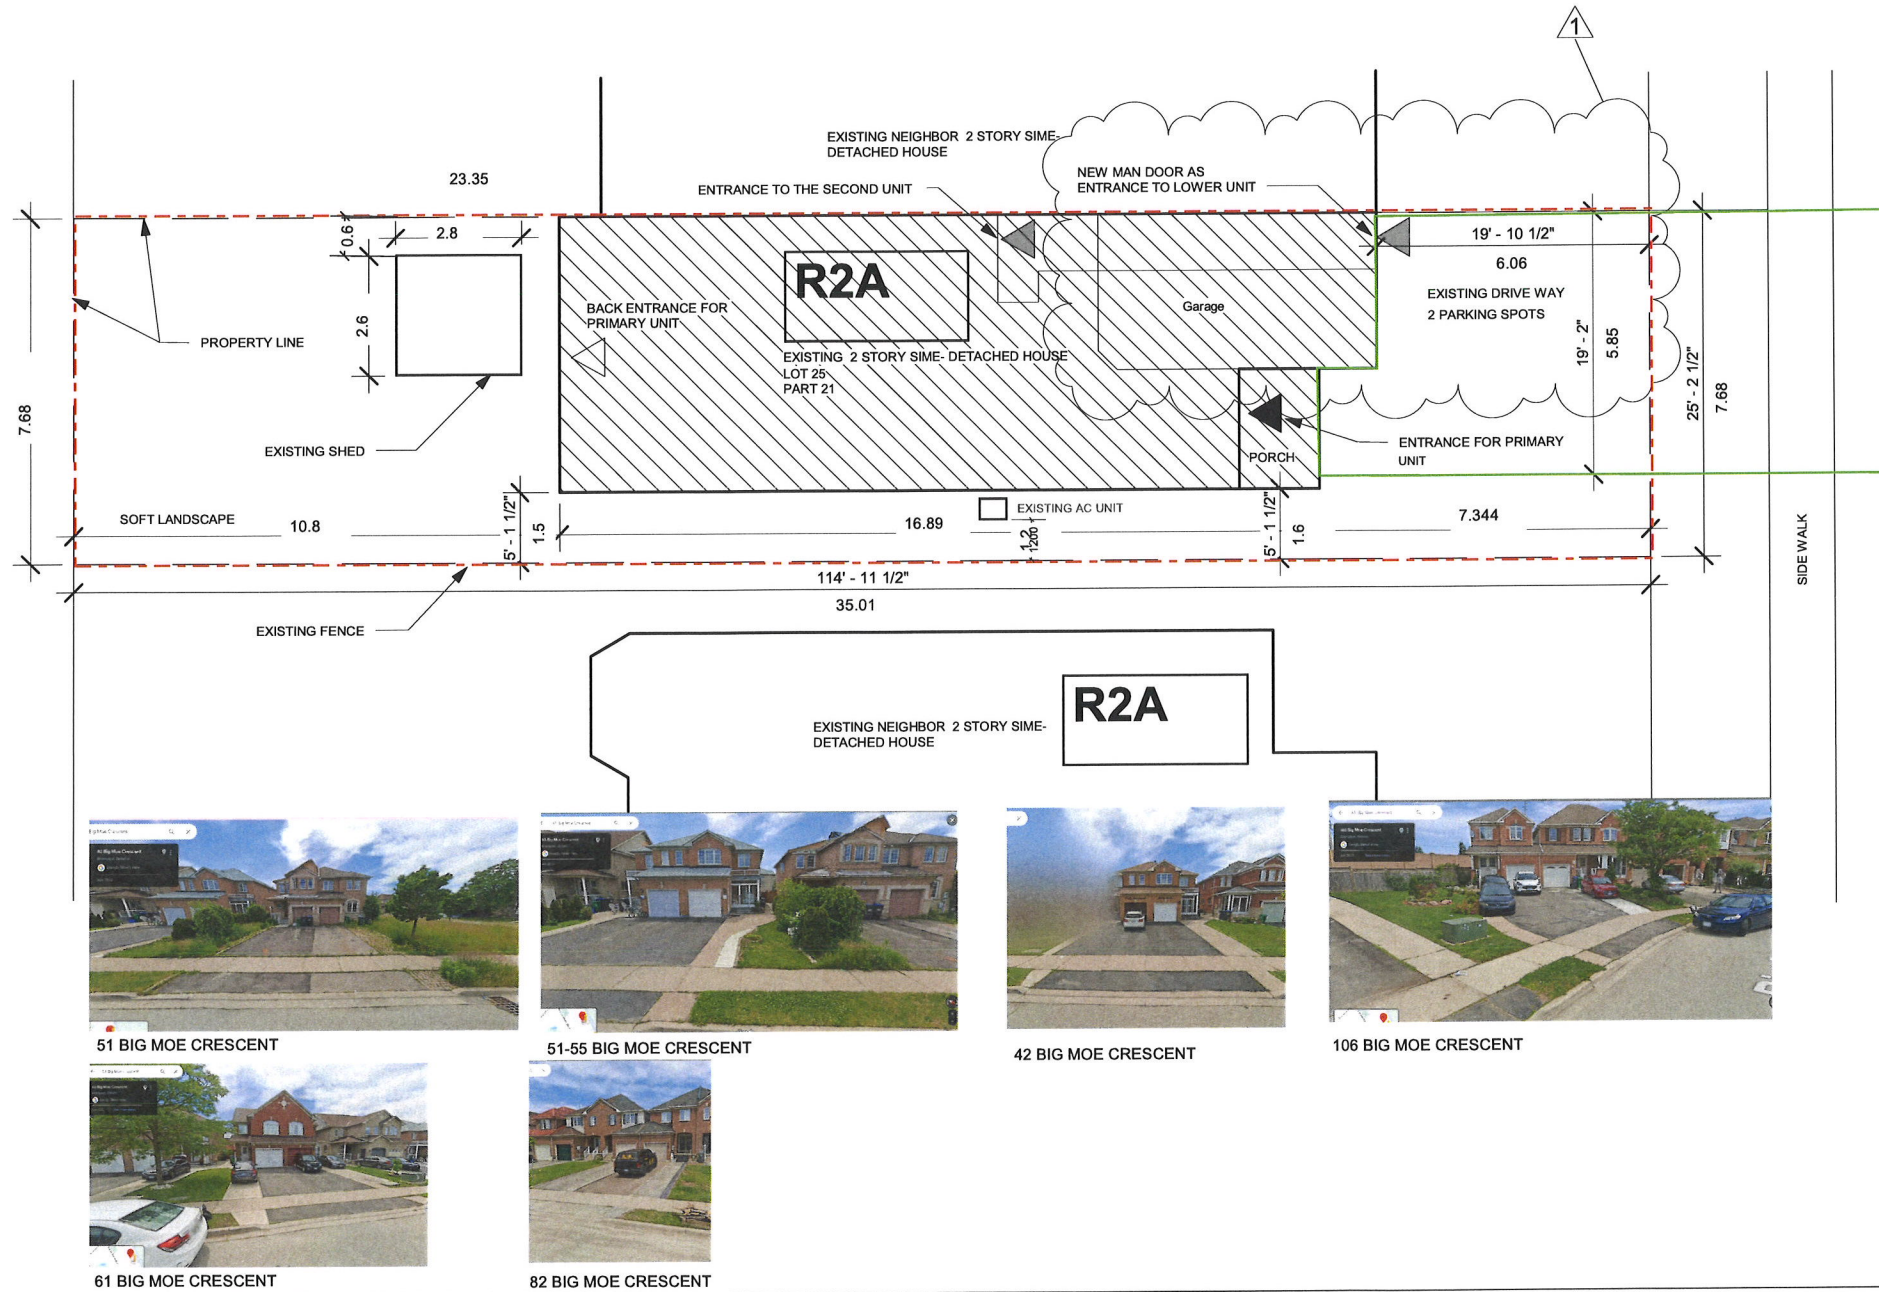 1
EXISTING NEIGHBOR 2 STORY SIME-
DETACHED HOUSE
NEW MAN DOOR AS
ENTRANCE TO LOWER UNIT
23.35
ENTRANCE TO THE SECOND UNIT
0.6
2.8
19' - 10 1/2"
6.06
R2A
EXISTING DRIVE WAY
2 PARKING SPOTS
BACK ENTRANCE FOR
PRIMARY UNIT
Garage
2.6
PROPERTY LINE
19' - 2"
5.85
EXISTING 2 STORY SIME- DETACHED HOUSE
LOT 25
PART 21
7.68
25' - 2 1/2"
7.68
EXISTING SHED
PORCH
ENTRANCE FOR PRIMARY
UNIT
SOFT LANDSCAPE
10.8
5' - 1 1/2"
1.5
16.89
EXISTING AC UNIT
1.2
1200
5' - 1 1/2"
1.6
7.344
SIDE WALK
114' - 11 1/2"
35.01
EXISTING FENCE
R2A
EXISTING NEIGHBOR 2 STORY SIME-
DETACHED HOUSE
51 BIG MOE CRESCENT
51-55 BIG MOE CRESCENT
42 BIG MOE CRESCENT
106 BIG MOE CRESCENT
61 BIG MOE CRESCENT
82 BIG MOE CRESCENT